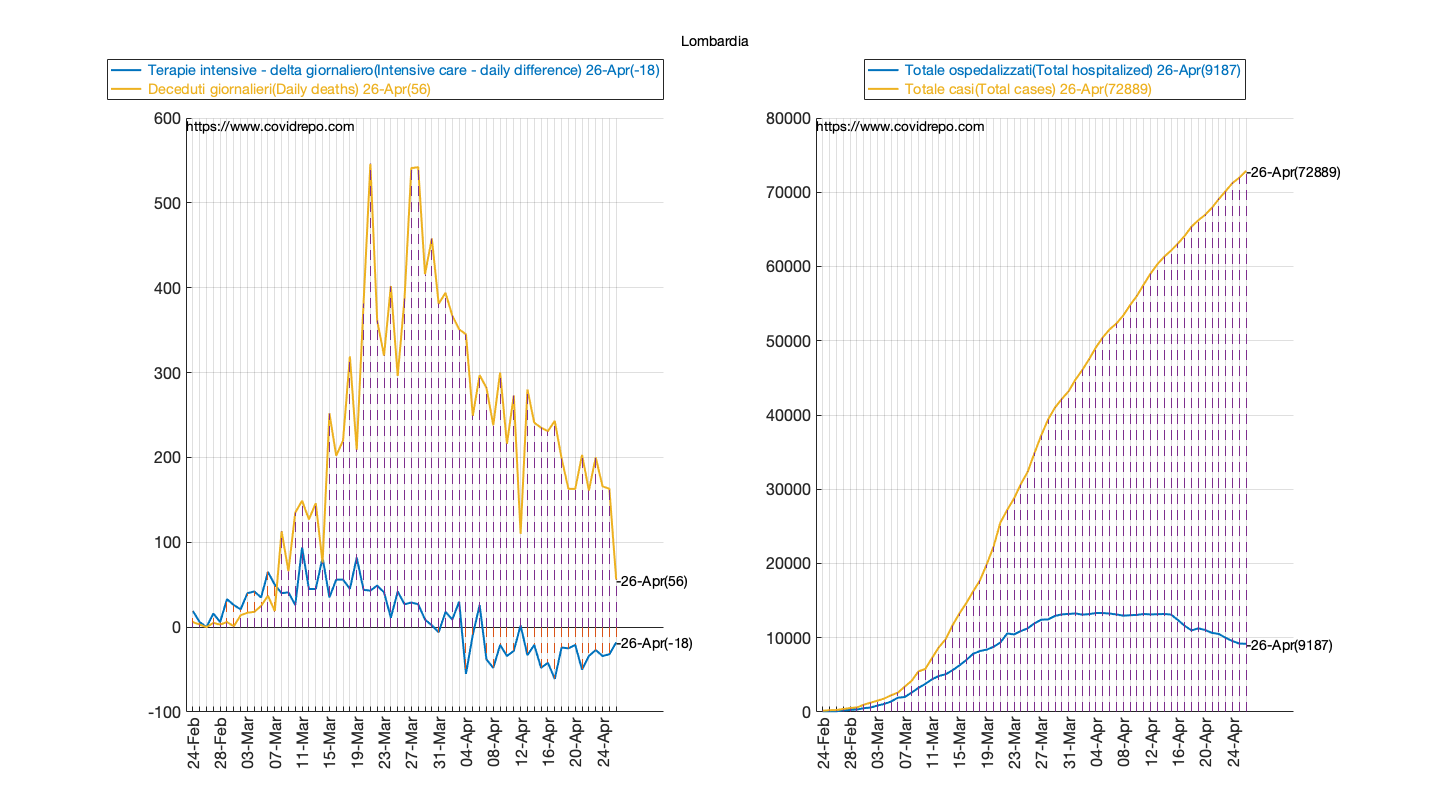 Lombardia
Terapie intensive - delta giornaliero(Intensive care - daily difference) 26-Apr(-18)
Deceduti giornalieri(Daily deaths) 26-Apr(56)
https://www.covidrepo.com
600
500
400
300
200
100
0
-100
-26-Apr(56)
-26-Apr(-18)
24-Feb
28-Feb
03-Mar
07-Mar
11-Mar
15-Mar
19-Mar
23-Mar
27-Mar
31-Mar
04-Apr
08-Apr
12-Apr
16-Apr
20-Apr
24-Apr
Totale ospedalizzati(Total hospitalized) 26-Apr(9187)
Totale casi(Total cases) 26-Apr(72889)
https://www.covidrepo.com
80000
70000
60000
50000
40000
30000
20000
10000
0
-26-Apr(72889)
-26-Apr(9187)
24-Feb
28-Feb
03-Mar
07-Mar
11-Mar
15-Mar
19-Mar
23-Mar
27-Mar
31-Mar
04-Apr
08-Apr
12-Apr
16-Apr
20-Apr
24-Apr